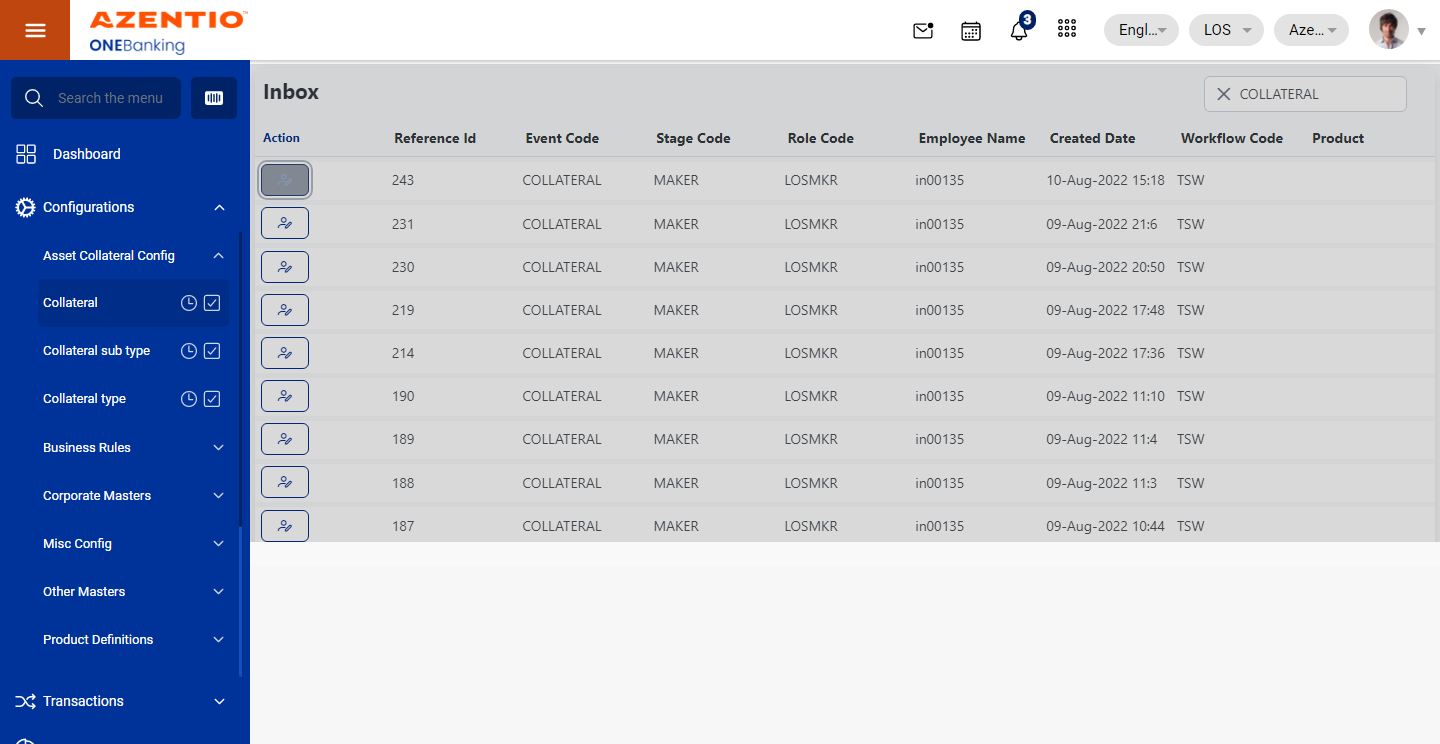 AZENTIO™
ONEBanking
3
Engl...
LOS
Aze...
Search the menu
Dashboard
Configurations
Asset Collateral Config
Collateral
Collateral sub type
Collateral type
Business Rules
Corporate Masters
Misc Config
Other Masters
Product Definitions
Transactions
Inbox
COLLATERAL
Action Reference Id Event Code Stage Code Role Code Employee Name Created Date Workflow Code Product
243 COLLATERAL MAKER LOSMKR in00135 10-Aug-2022 15:18 TSW
231 COLLATERAL MAKER LOSMKR in00135 09-Aug-2022 21:6 TSW
230 COLLATERAL MAKER LOSMKR in00135 09-Aug-2022 20:50 TSW
219 COLLATERAL MAKER LOSMKR in00135 09-Aug-2022 17:48 TSW
214 COLLATERAL MAKER LOSMKR in00135 09-Aug-2022 17:36 TSW
190 COLLATERAL MAKER LOSMKR in00135 09-Aug-2022 11:10 TSW
189 COLLATERAL MAKER LOSMKR in00135 09-Aug-2022 11:4 TSW
188 COLLATERAL MAKER LOSMKR in00135 09-Aug-2022 11:3 TSW
187 COLLATERAL MAKER LOSMKR in00135 09-Aug-2022 10:44 TSW